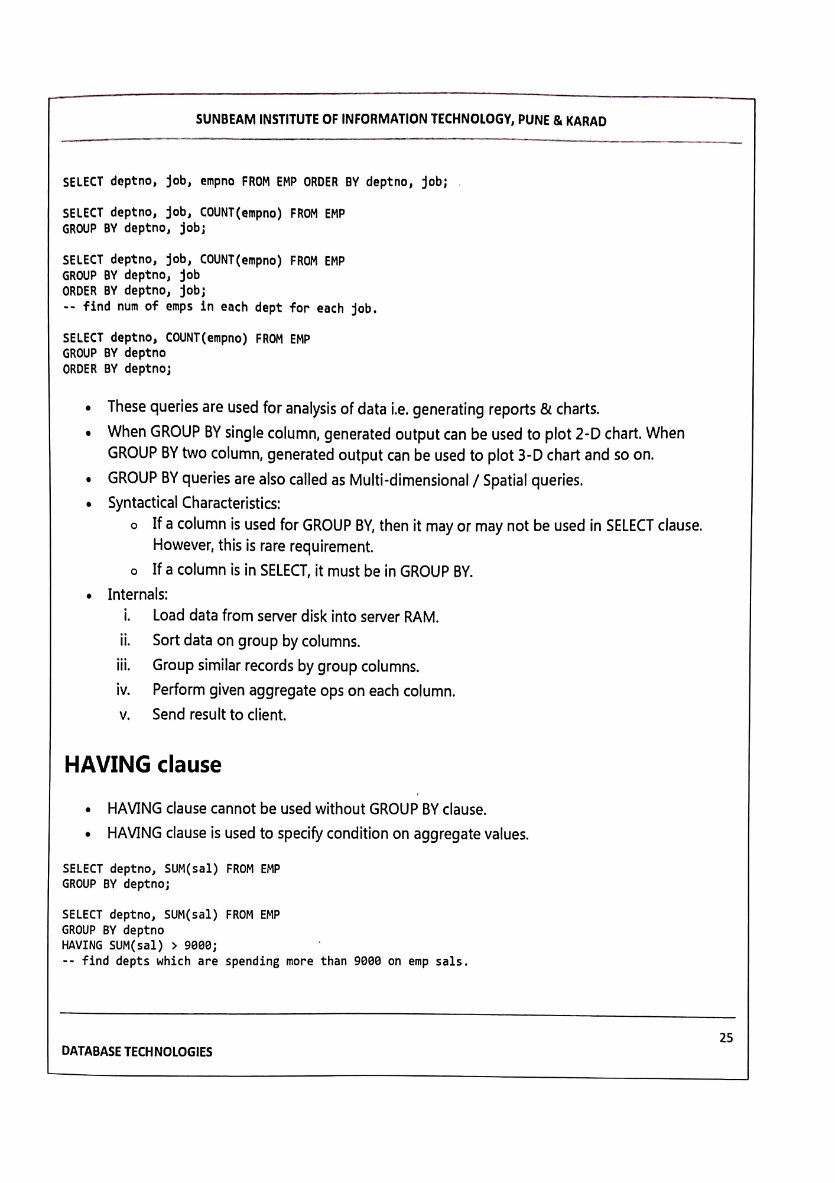 SUNBEAM INSTITUTE OF INFORMATION TECHNOLOGY, PUNE & KARAD
SELECT deptno, job, empno FROM EMP ORDER BY deptno, job;
SELECT deptno, job, COUNT(empno) FROM EMP
GROUP BY deptno, job;
SELECT deptno, job, COUNT(empno) FROM EMP
GROUP BY deptno, job
ORDER BY deptno, job;
-- find num of emps in each dept for each job.
SELECT deptno, COUNT(empno) FROM EMP
GROUP BY deptno
ORDER BY deptno;
• These queries are used for analysis of data i.e. generating reports & charts.
• When GROUP BY single column, generated output can be used to plot 2-D chart. When
GROUP BY two column, generated output can be used to plot 3-D chart and so on.
• GROUP BY queries are also called as Multi-dimensional / Spatial queries.
• Syntactical Characteristics:
o If a column is used for GROUP BY, then it may or may not be used in SELECT clause.
However, this is rare requirement.
o If a column is in SELECT, it must be in GROUP BY.
• Internals:
i. Load data from server disk into server RAM.
ii. Sort data on group by columns.
iii. Group similar records by group columns.
iv. Perform given aggregate ops on each column.
v. Send result to client.
HAVING clause
• HAVING clause cannot be used without GROUP BY clause.
• HAVING clause is used to specify condition on aggregate values.
SELECT deptno, SUM(sal) FROM EMP
GROUP BY deptno;
SELECT deptno, SUM(sal) FROM EMP
GROUP BY deptno
HAVING SUM(sal) > 9000;
-- find depts which are spending more than 9000 on emp sals.
25
DATABASE TECHNOLOGIES